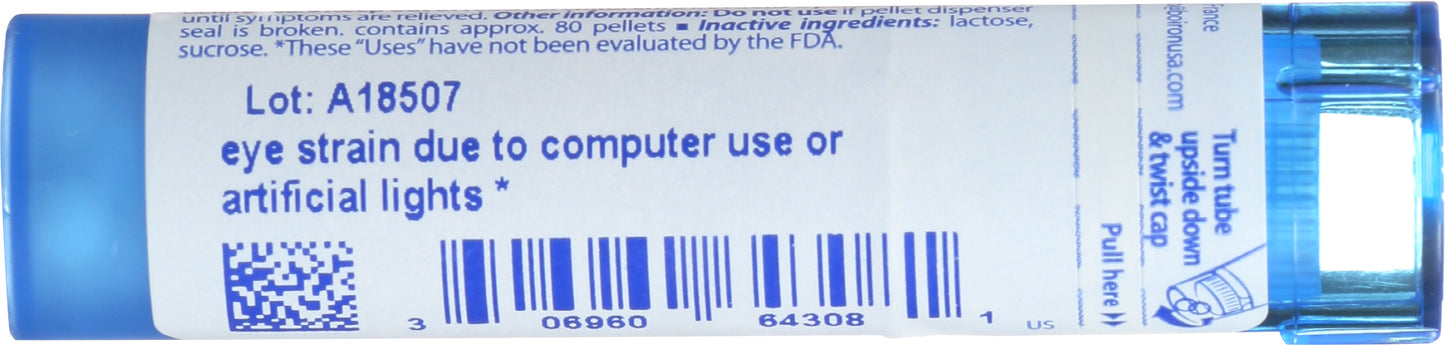 until symptoms are relieved. Other information: Do not use if pellet dispenser
seal is broken. contains approx. 80 pellets ■ Inactive ingredients: lactose,
sucrose. *These “Uses” have not been evaluated by the FDA.
Lot: A18507
eye strain due to computer use or
artificial lights *
3 06960 64308 1
US
Pull here
Turn tube
upside down
& twist cap